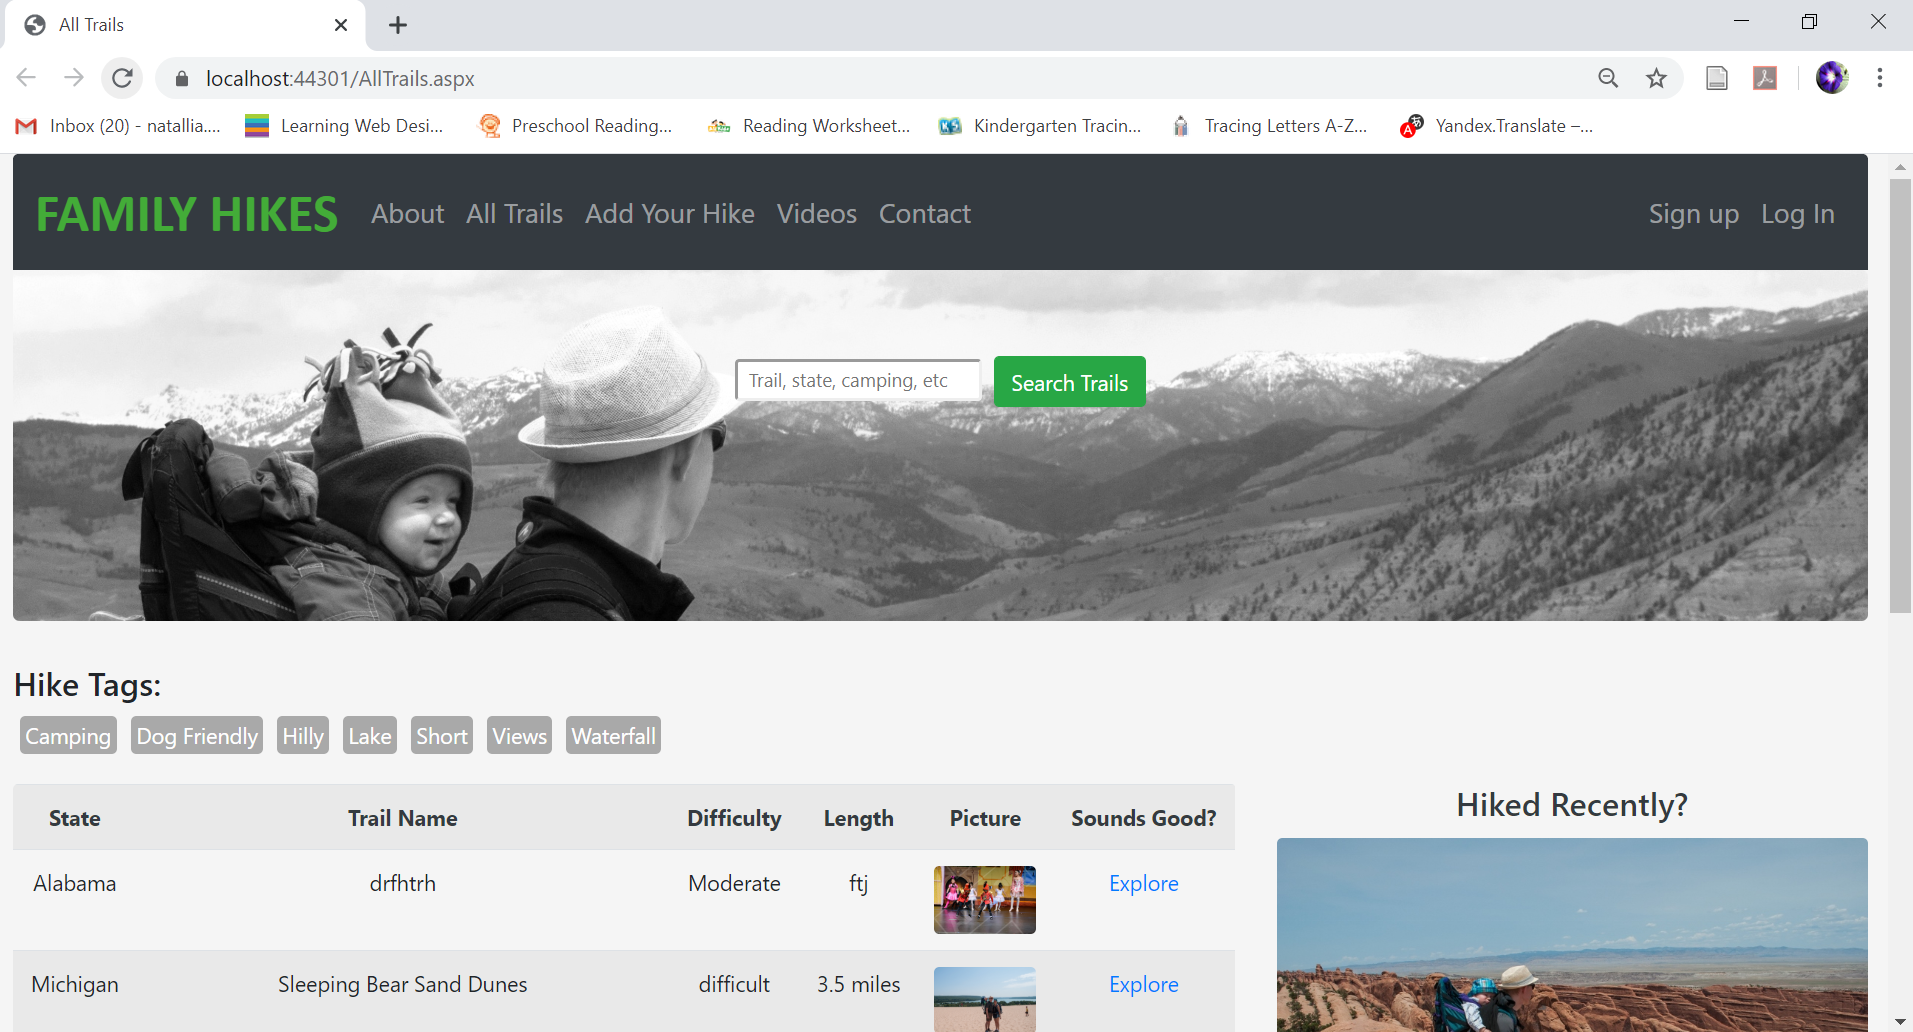 All Trails
localhost:44301/AllTrails.aspx
Inbox (20) - natallia.... Learning Web Desi... Preschool Reading... Reading Worksheet... Kindergarten Tracin... Tracing Letters A-Z... Yandex.Translate –...
FAMILY HIKES About All Trails Add Your Hike Videos Contact Sign up Log In
Trail, state, camping, etc Search Trails
Hike Tags:
Camping Dog Friendly Hilly Lake Short Views Waterfall
Hiked Recently?
State Trail Name Difficulty Length Picture Sounds Good?
Alabama drfhtrh Moderate ftj Explore
Michigan Sleeping Bear Sand Dunes difficult 3.5 miles Explore